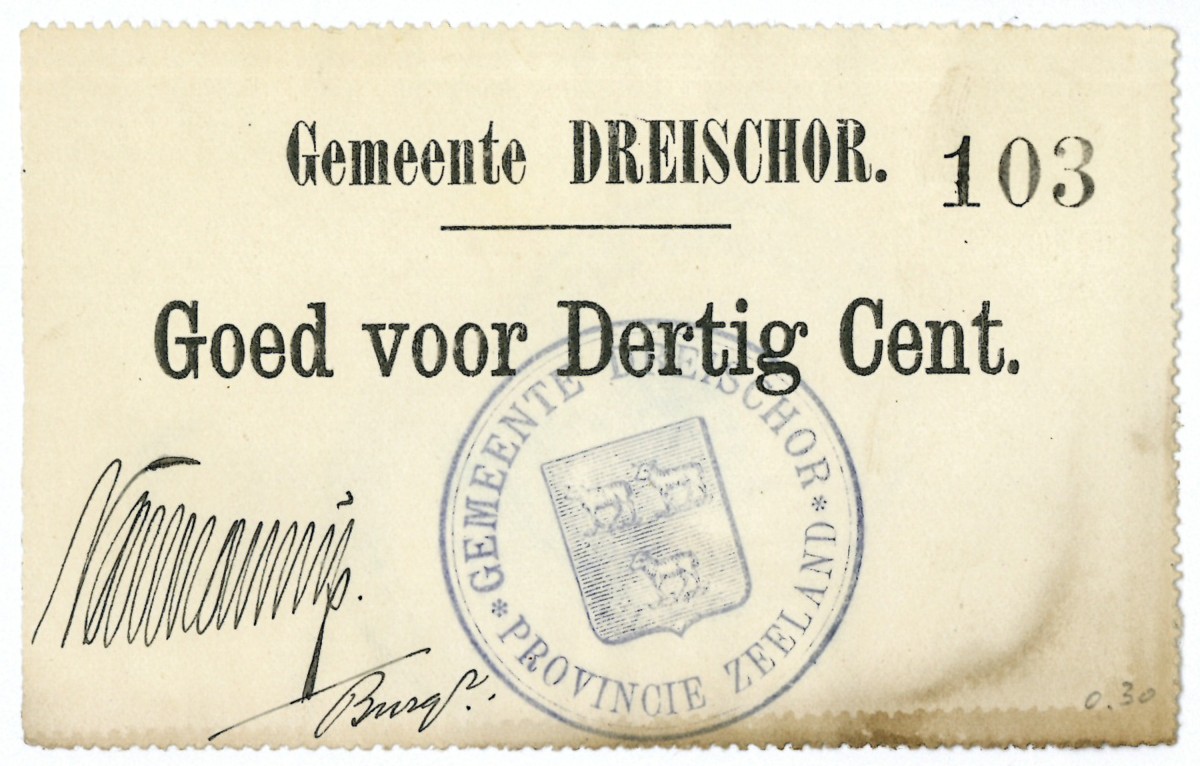 Gemeente DREISCHOR.
103
Goed voor Dertig Cent.
* GEMEENTE DREISCHOR *
PROVINCIE ZEELAND
Burgr.
0.30